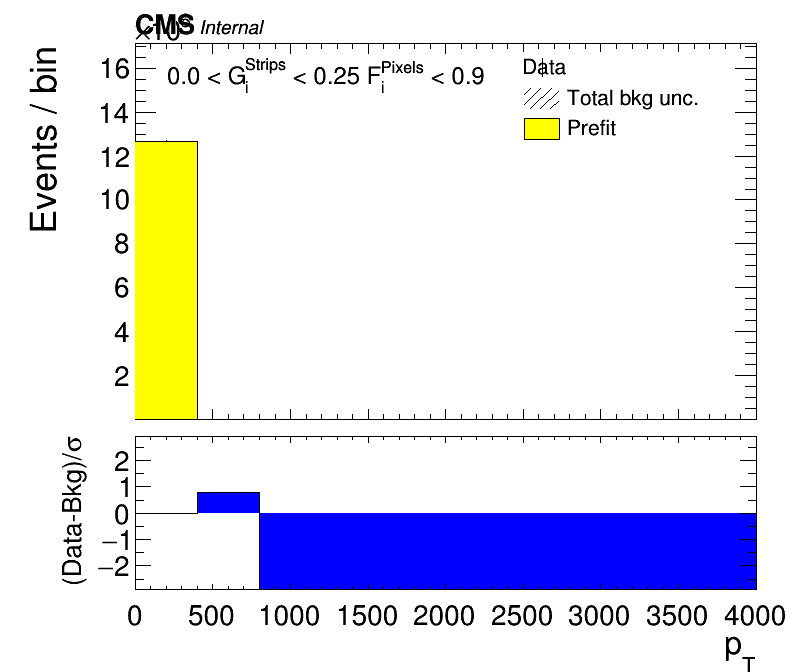 CMS Internal
Events / bin
16
14
12
10
8
6
4
2
0.0 < G_i^Strips < 0.25 F_i^Pixels < 0.9
Data
Total bkg unc.
Prefit
(Data-Bkg)/σ
2
1
0
−1
−2
0 500 1000 1500 2000 2500 3000 3500 4000
p_T